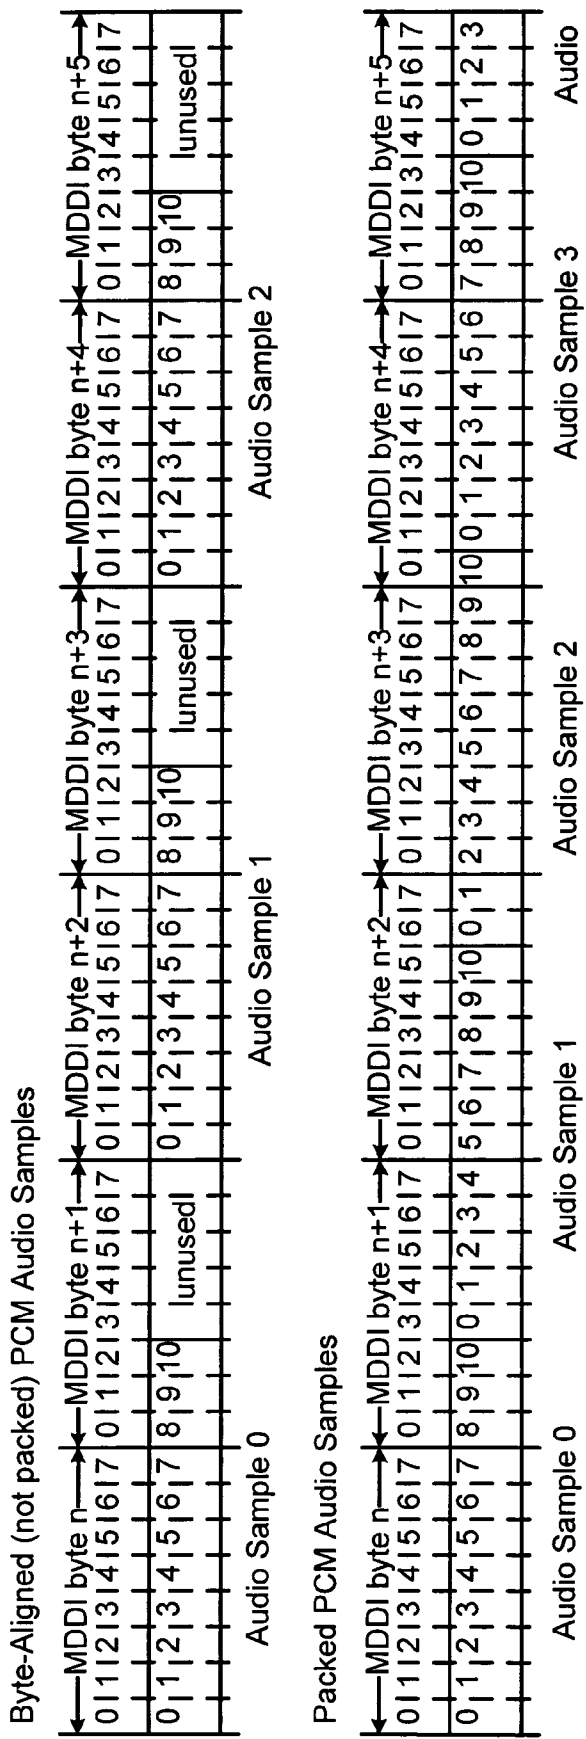 Byte-Aligned (not packed) PCM Audio Samples
MDDI byte n MDDI byte n+1 MDDI byte n+2 MDDI byte n+3 MDDI byte n+4 MDDI byte n+5
0 1 2 3 4 5 6 7 0 1 2 3 4 5 6 7 0 1 2 3 4 5 6 7 0 1 2 3 4 5 6 7 0 1 2 3 4 5 6 7 0 1 2 3 4 5 6 7
0 1 2 3 4 5 6 7 8 9 10 unused 0 1 2 3 4 5 6 7 8 9 10 unused 0 1 2 3 4 5 6 7 8 9 10 unused
Audio Sample 0 Audio Sample 1 Audio Sample 2
Packed PCM Audio Samples
MDDI byte n MDDI byte n+1 MDDI byte n+2 MDDI byte n+3 MDDI byte n+4 MDDI byte n+5
0 1 2 3 4 5 6 7 0 1 2 3 4 5 6 7 0 1 2 3 4 5 6 7 0 1 2 3 4 5 6 7 0 1 2 3 4 5 6 7 0 1 2 3 4 5 6 7
0 1 2 3 4 5 6 7 8 9 10 0 1 2 3 4 5 6 7 8 9 10 0 1 2 3 4 5 6 7 8 9 10 0 1 2 3 4 5 6 7 8 9 10 0 1 2 3
Audio Sample 0 Audio Sample 1 Audio Sample 2 Audio Sample 3 Audio